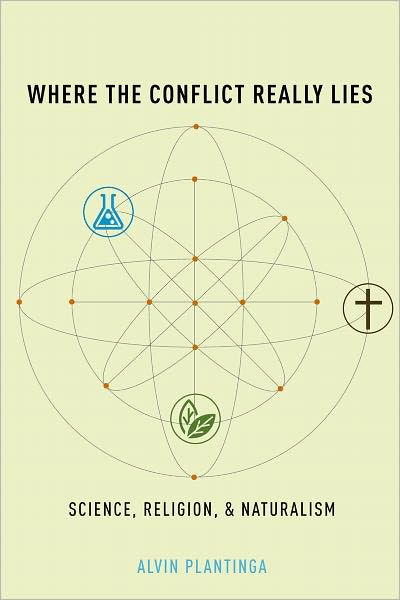 WHERE THE CONFLICT REALLY LIES
SCIENCE, RELIGION, & NATURALISM
ALVIN PLANTINGA